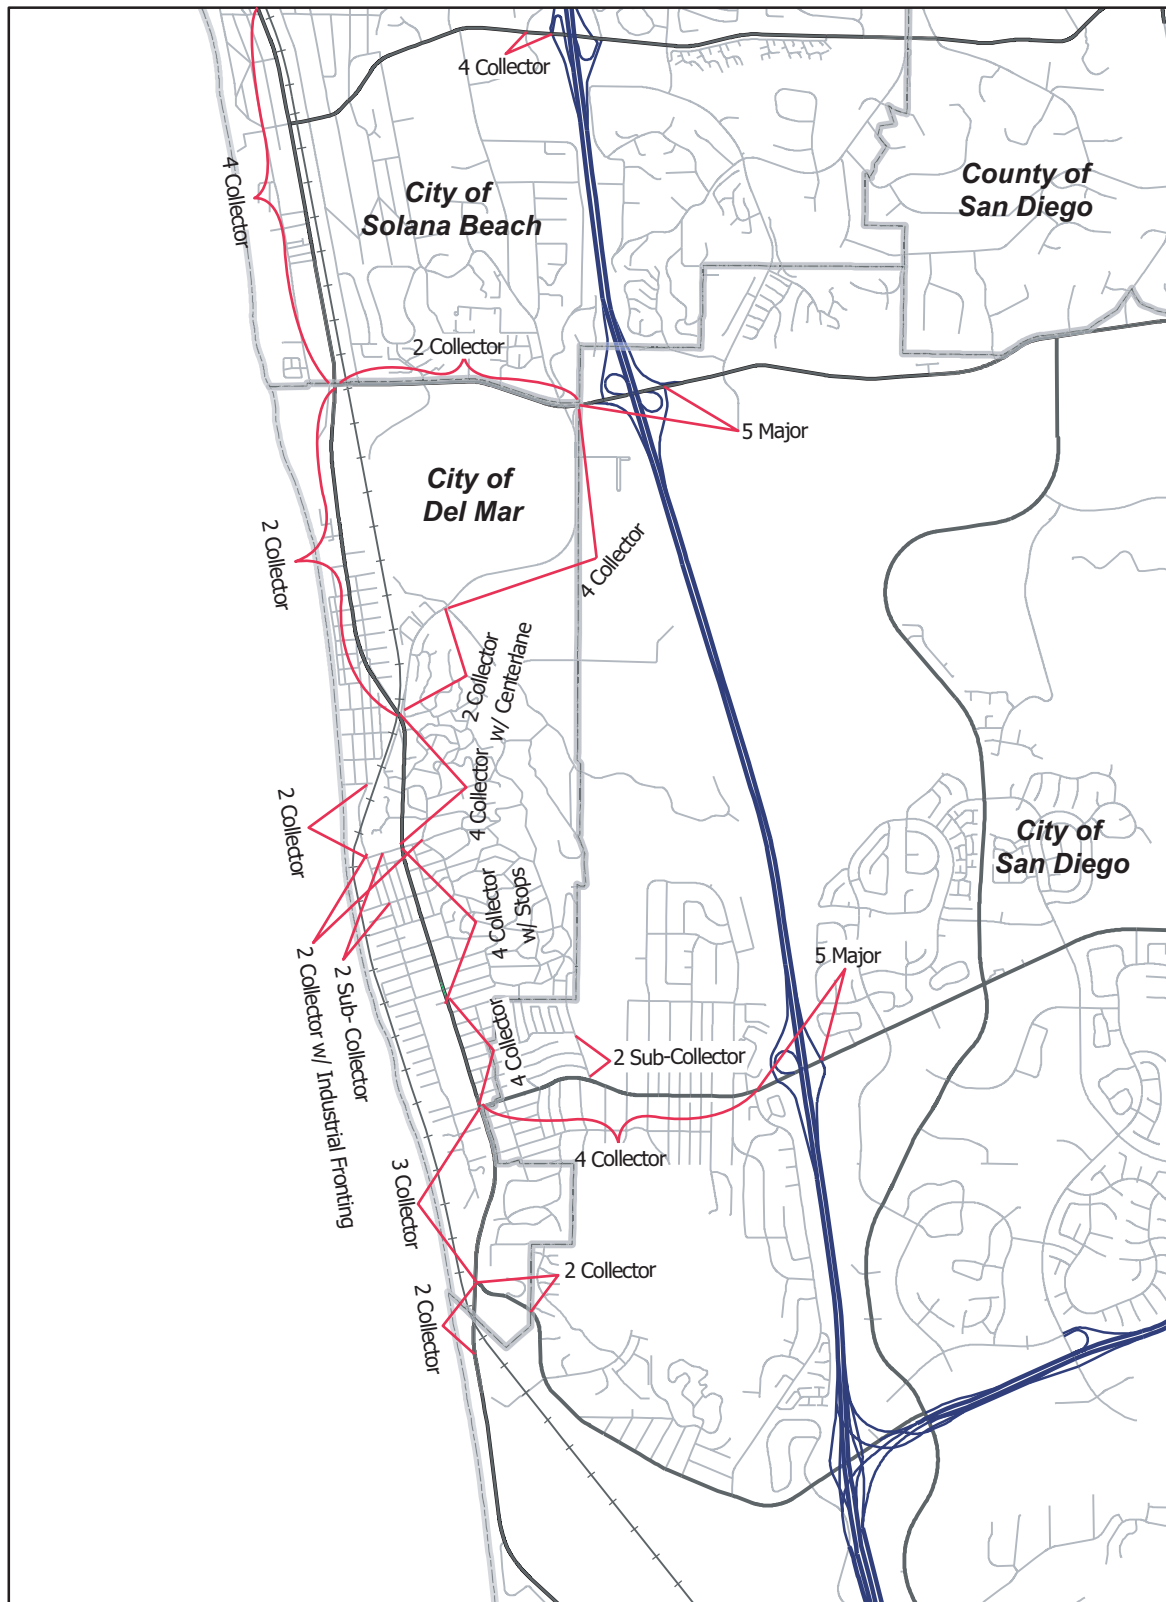 4 Collector
4 Collector
City of
Solana Beach
County of
San Diego
2 Collector
5 Major
City of
Del Mar
2 Collector
4 Collector
2 Collector
w/ Centerlane
4 Collector
2 Collector
City of
San Diego
4 Collector
w/ Stops
2 Collector w/ Industrial Fronting
2 Sub- Collector
5 Major
4 Collector
2 Sub-Collector
4 Collector
3 Collector
2 Collector
2 Collector